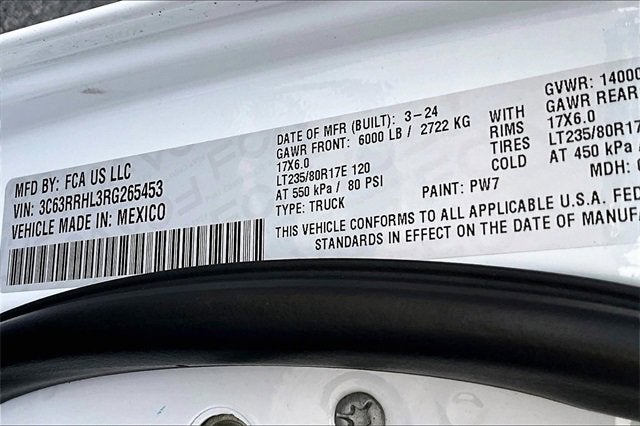 MFD BY: FCA US LLC
VIN: 3C63RRHL3RG265453
VEHICLE MADE IN: MEXICO
DATE OF MFR (BUILT): 3-24
GAWR FRONT: 6000 LB / 2722 KG
17X6.0
LT235/80R17E 120
AT 550 kPa / 80 PSI
TYPE: TRUCK
PAINT: PW7
WITH
RIMS
TIRES
COLD
GVWR: 14000
GAWR REAR
17X6.0
LT235/80R17
AT 450 kPa
MDH:
THIS VEHICLE CONFORMS TO ALL APPLICABLE U.S.A. FED
STANDARDS IN EFFECT ON THE DATE OF MANUFA